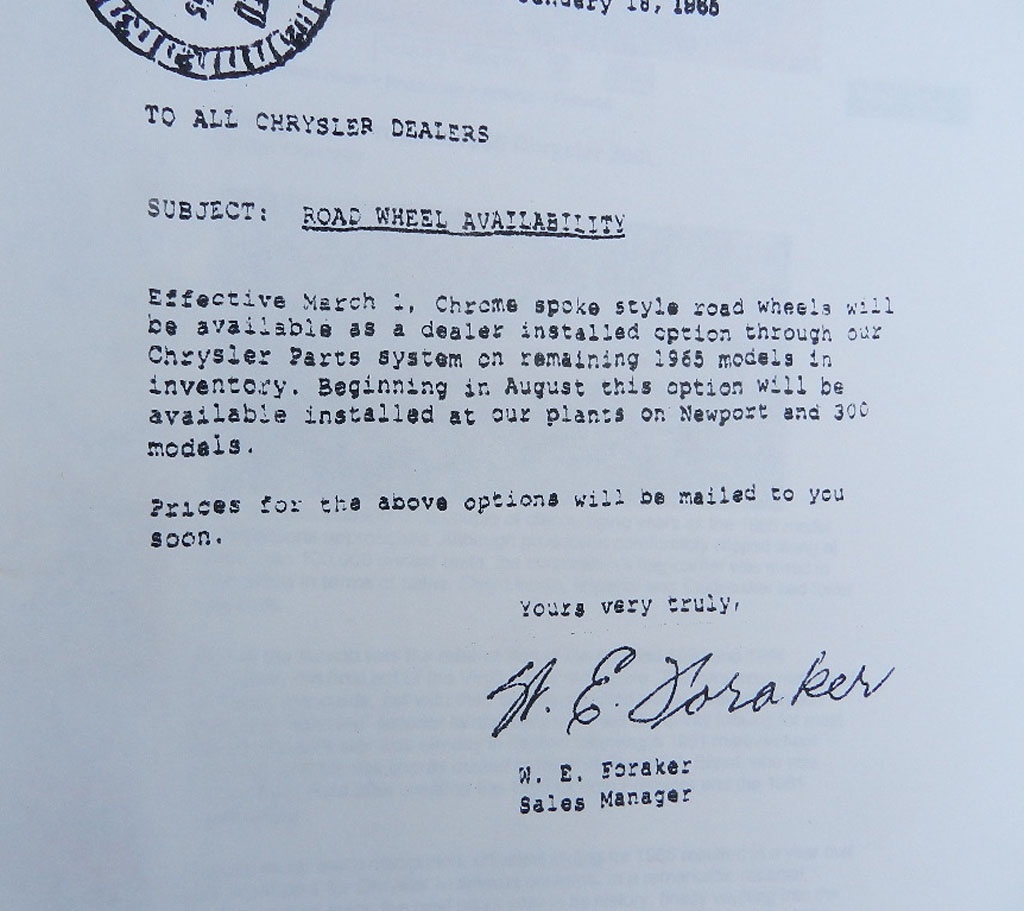 18, 1965
TO ALL CHRYSLER DEALERS
SUBJECT: ROAD WHEEL AVAILABILITY
Effective March 1, Chrome spoke style road wheels will
be available as a dealer installed option through our
Chrysler Parts system on remaining 1965 models in
inventory. Beginning in August this option will be
available installed at our plants on Newport and 300
models.
Prices for the above options will be mailed to you
soon.
Yours very truly,
W. E. Foraker
W. E. Foraker
Sales Manager